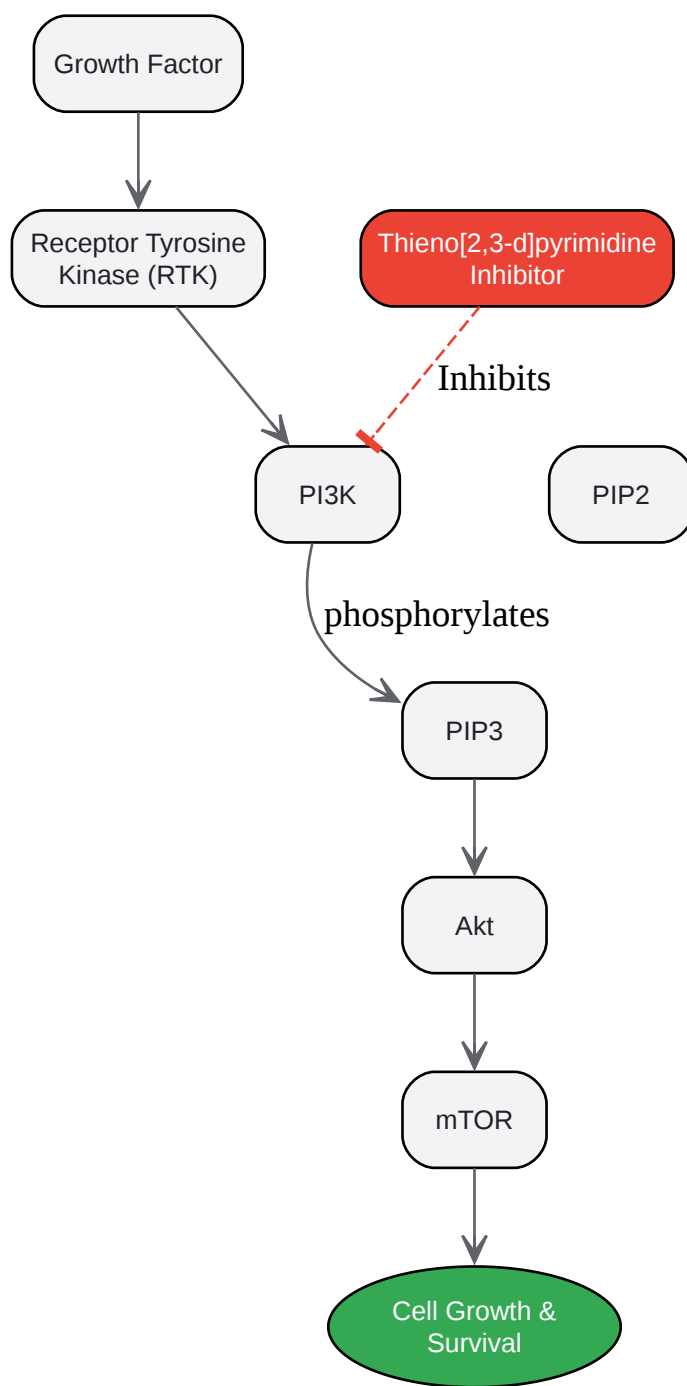 Growth Factor
Receptor Tyrosine
Kinase (RTK)
Thieno[2,3-d]pyrimidine
Inhibitor
Inhibits
PI3K
PIP2
phosphorylates
PIP3
Akt
mTOR
Cell Growth &
Survival